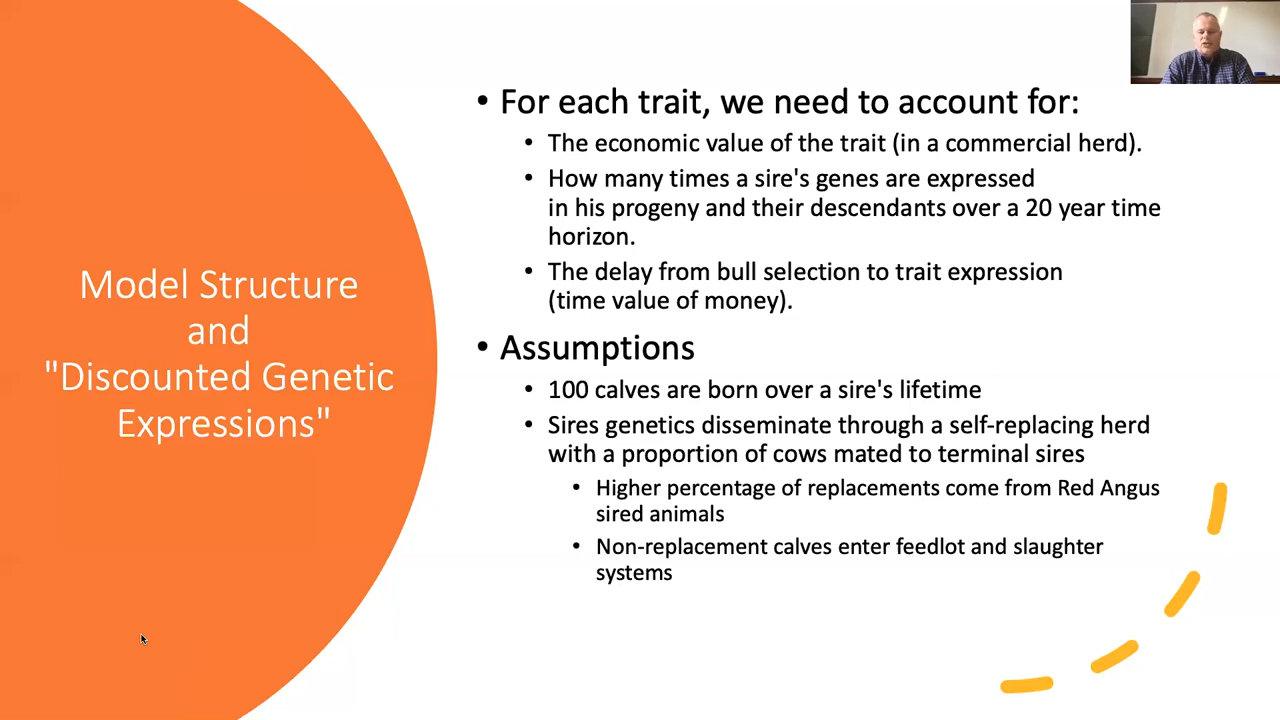 Model Structure
and
"Discounted Genetic
Expressions"
• For each trait, we need to account for:
• The economic value of the trait (in a commercial herd).
• How many times a sire's genes are expressed
in his progeny and their descendants over a 20 year time
horizon.
• The delay from bull selection to trait expression
(time value of money).
• Assumptions
• 100 calves are born over a sire's lifetime
• Sires genetics disseminate through a self-replacing herd
with a proportion of cows mated to terminal sires
• Higher percentage of replacements come from Red Angus
sired animals
• Non-replacement calves enter feedlot and slaughter
systems